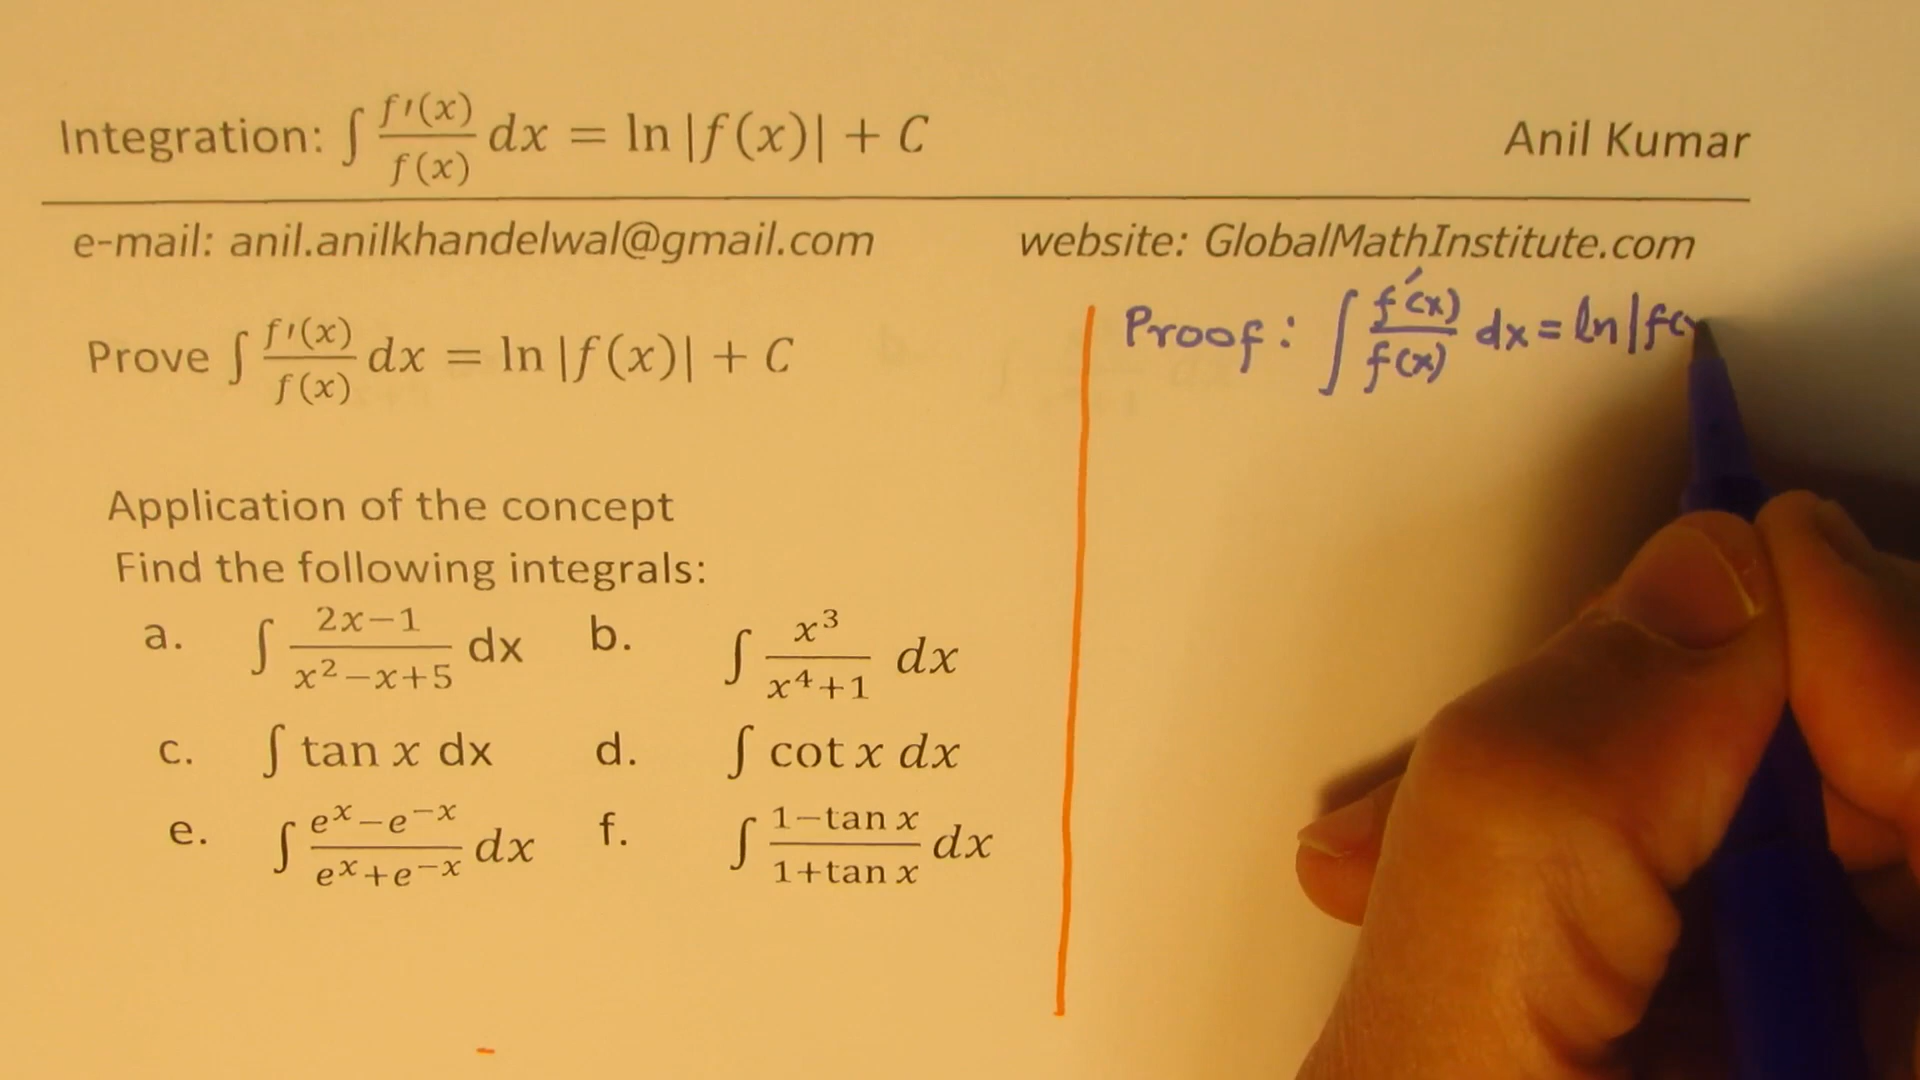 Integration: ∫ f′(x)/f(x) dx = ln |f(x)| + C
Anil Kumar
e-mail: anil.anilkhandelwal@gmail.com
website: GlobalMathInstitute.com
Prove ∫ f′(x)/f(x) dx = ln |f(x)| + C
Application of the concept
Find the following integrals:
a. ∫ (2x−1)/(x²−x+5) dx b. ∫ x³/(x⁴+1) dx
c. ∫ tan x dx d. ∫ cot x dx
e. ∫ (eˣ−e⁻ˣ)/(eˣ+e⁻ˣ) dx f. ∫ (1−tan x)/(1+tan x) dx
Proof: ∫ f′(x)/f(x) dx = ln|f(x